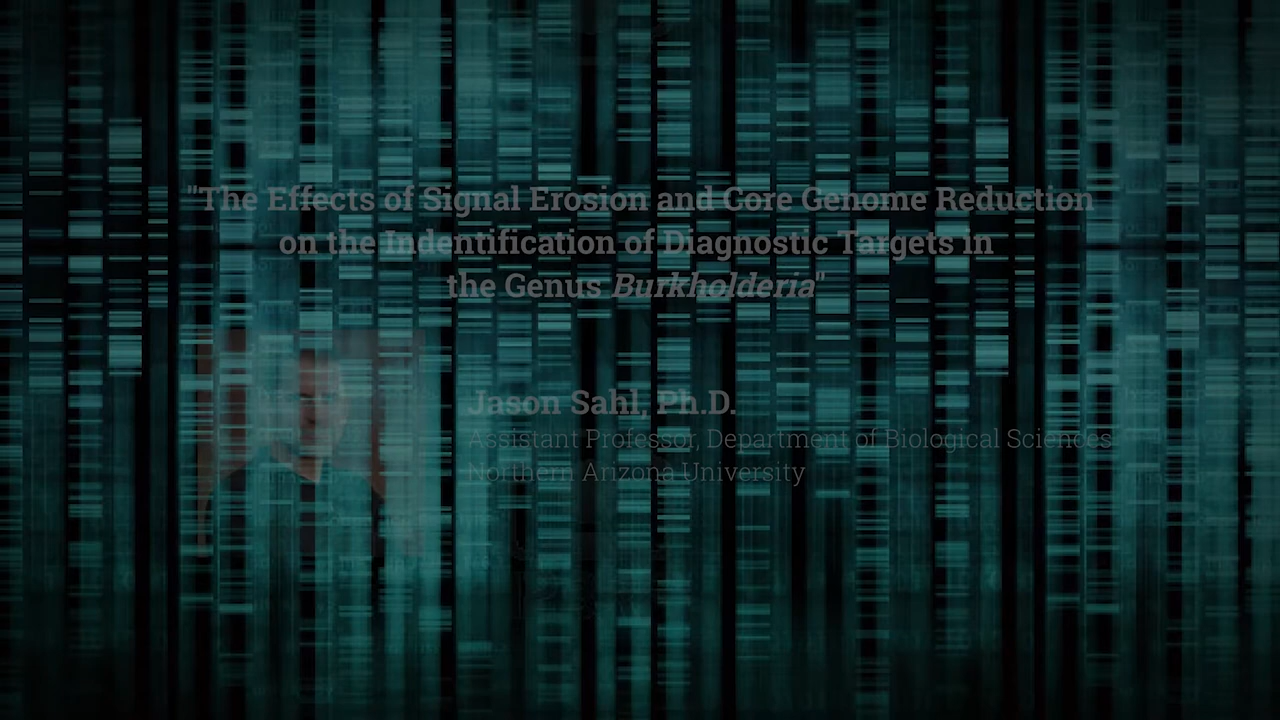 "The Effects of Signal Erosion and Core Genome Reduction
on the Indentification of Diagnostic Targets in
the Genus Burkholderia"
Jason Sahl, Ph.D.
Assistant Professor, Department of Biological Sciences
Northern Arizona University